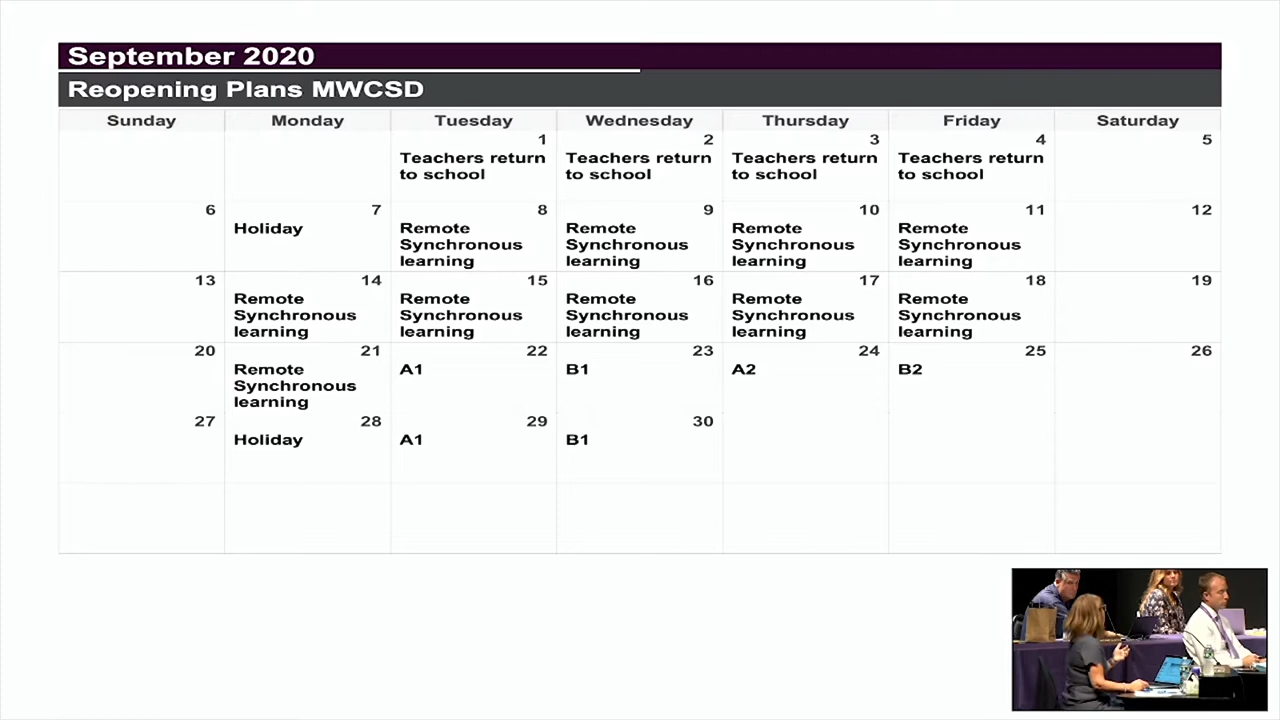 September 2020
Reopening Plans MWCSD
Sunday Monday Tuesday Wednesday Thursday Friday Saturday
1 2 3 4 5
Teachers return Teachers return Teachers return Teachers return
to school to school to school to school
6 7 8 9 10 11 12
Holiday Remote Remote Remote Remote
Synchronous Synchronous Synchronous Synchronous
learning learning learning learning
13 14 15 16 17 18 19
Remote Remote Remote Remote Remote
Synchronous Synchronous Synchronous Synchronous Synchronous
learning learning learning learning learning
20 21 22 23 24 25 26
Remote A1 B1 A2 B2
Synchronous
learning
27 28 29 30
Holiday A1 B1